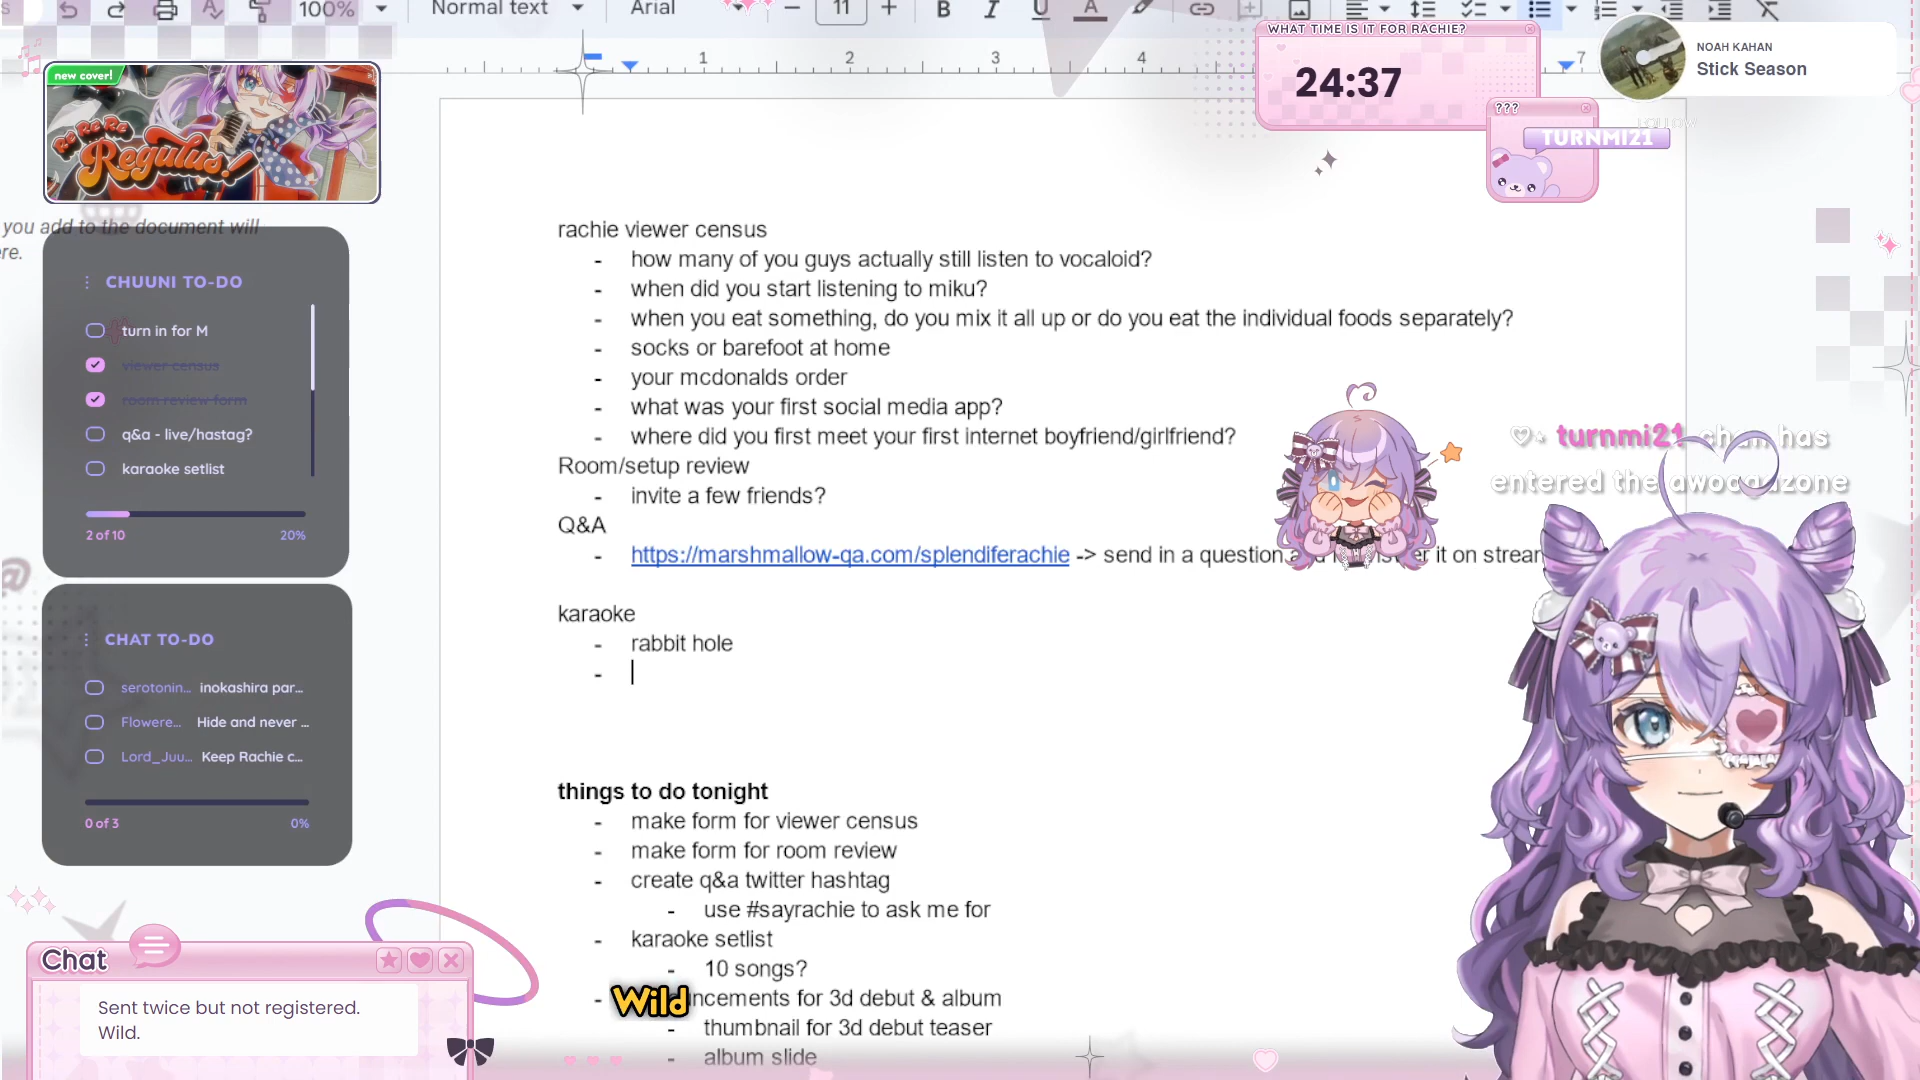 100%
Normal text
Arial
11
B
I
U
A
1
2
3
4
7
new cover!
Re Re Re
Regulus!
WHAT TIME IS IT FOR RACHIE?
24:37
NOAH KAHAN
Stick Season
???
TURNMI21
you add to the document will
CHUUNI TO-DO
turn in for M
viewer census
room review form
q&a - live/hastag?
karaoke setlist
2 of 10
20%
CHAT TO-DO
serotonin... inokashira par...
Flowere... Hide and never ...
Lord_Juu... Keep Rachie c...
0 of 3
0%
rachie viewer census
- how many of you guys actually still listen to vocaloid?
- when did you start listening to miku?
- when you eat something, do you mix it all up or do you eat the individual foods separately?
- socks or barefoot at home
- your mcdonalds order
- what was your first social media app?
- where did you first meet your first internet boyfriend/girlfriend?
Room/setup review
- invite a few friends?
Q&A
- https://marshmallow-qa.com/splendiferachie -> send in a question it on strea
karaoke
- rabbit hole
-
things to do tonight
- make form for viewer census
- make form for room review
- create q&a twitter hashtag
- use #sayrachie to ask me for
- karaoke setlist
- 10 songs?
- Wild for 3d debut & album
- thumbnail for 3d debut teaser
- album slide
turnmi21 chan has
entered the awoogazone
Chat
Sent twice but not registered.
Wild.